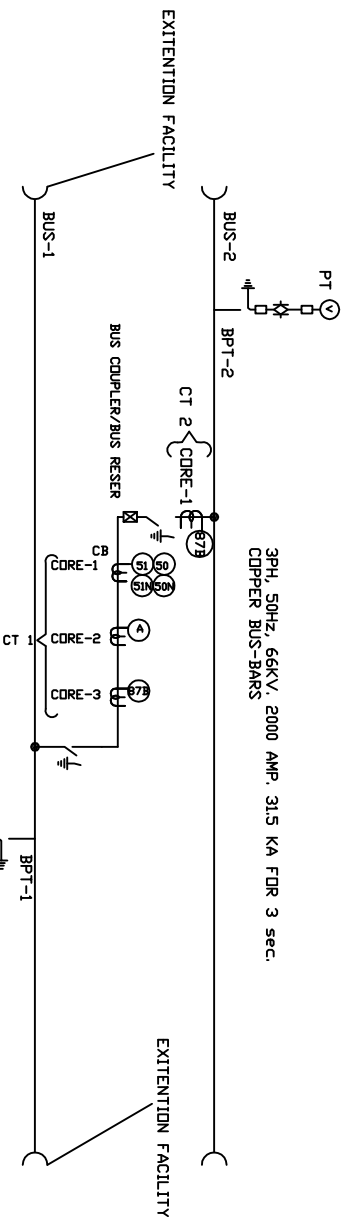 EXITENTION FACILITY
PT
V
BUS-2
BPT-2
3PH, 50Hz, 66KV, 2000 AMP. 31.5 KA FOR 3 sec.
COPPER BUS-BARS
CT 2
CORE-1
87B
BUS COUPLER/BUS RESER
CB
CORE-1
51
50
51N
50N
CORE-2
A
CORE-3
87B
CT 1
BUS-1
BPT-1
EXITENTION FACILITY